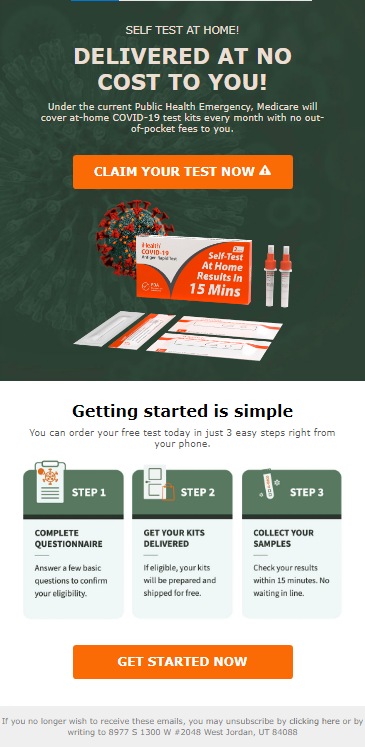 SELF TEST AT HOME!
DELIVERED AT NO
COST TO YOU!
Under the current Public Health Emergency, Medicare will
cover at-home COVID-19 test kits every month with no out-
of-pocket fees to you.
CLAIM YOUR TEST NOW ⚠
iHealth
COVID-19
Antigen Rapid Test
Self-Test
At Home
Results in
15 Mins
Getting started is simple
You can order your free test today in just 3 easy steps right from
your phone.
STEP 1
COMPLETE
QUESTIONNAIRE
Answer a few basic
questions to confirm
your eligibility.
STEP 2
GET YOUR KITS
DELIVERED
If eligible, your kits
will be prepared and
shipped for free.
STEP 3
COLLECT YOUR
SAMPLES
Check your results
within 15 minutes. No
waiting in line.
GET STARTED NOW
If you no longer wish to receive these emails, you may unsubscribe by clicking here or by
writing to 8977 S 1300 W #2048 West Jordan, UT 84088